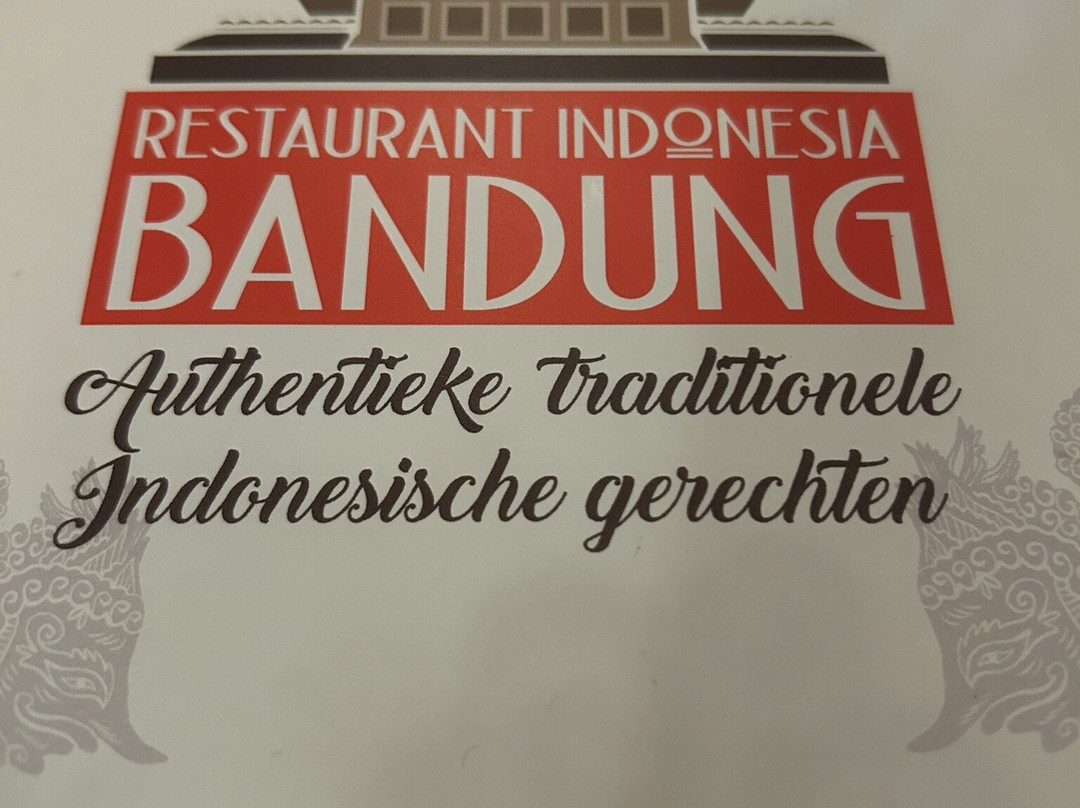 RESTAURANT INDONESIA
BANDUNG
Authentieke traditionele
Indonesische gerechten